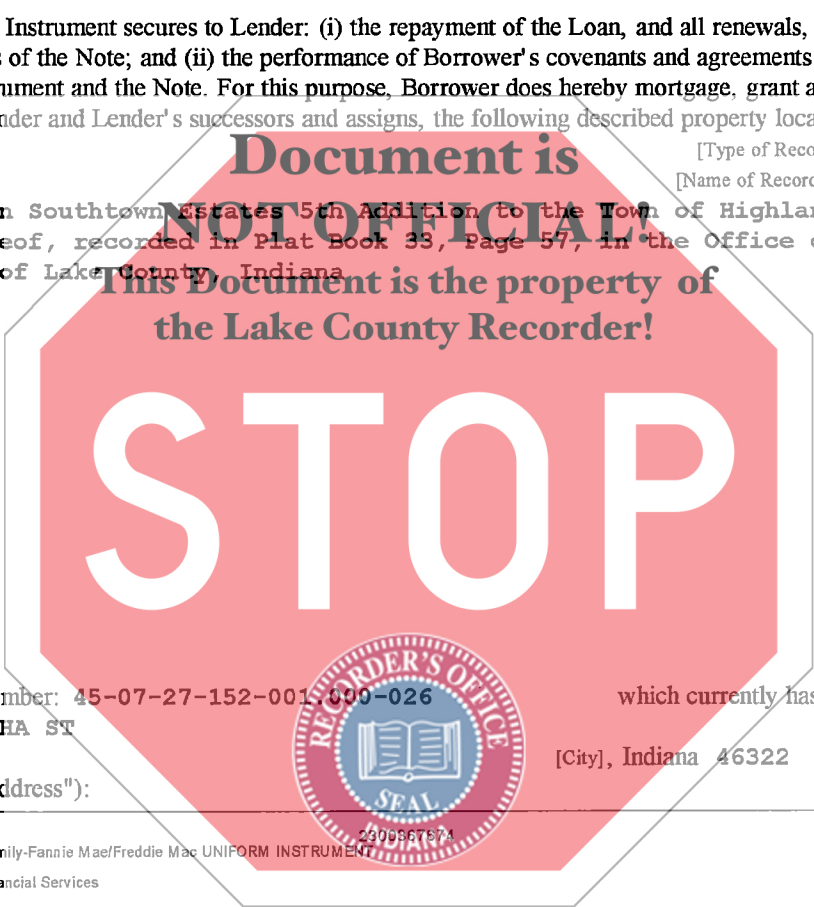 Instrument secures to Lender: (i) the repayment of the Loan, and all renewals,
s of the Note; and (ii) the performance of Borrower's covenants and agreements
ument and the Note. For this purpose, Borrower does hereby mortgage, grant a
nder and Lender's successors and assigns, the following described property loca
Document is
[Type of Reco
[Name of Record
n Southtown Estates 5th Addition to the Town of Highlan
NOT OFFICIAL!
eof, recorded in Plat Book 33, Page 57, in the Office o
of Lake County, Indiana
This Document is the property of
the Lake County Recorder!
STOP
RECORDER'S OFFICE
mber: 45-07-27-152-001.000-026 which currently has
HA ST
[City], Indiana 46322
ddress"):
SEAL
INDIANA
2300367674
mily-Fannie Mae/Freddie Mac UNIFORM INSTRUMENT
ancial Services